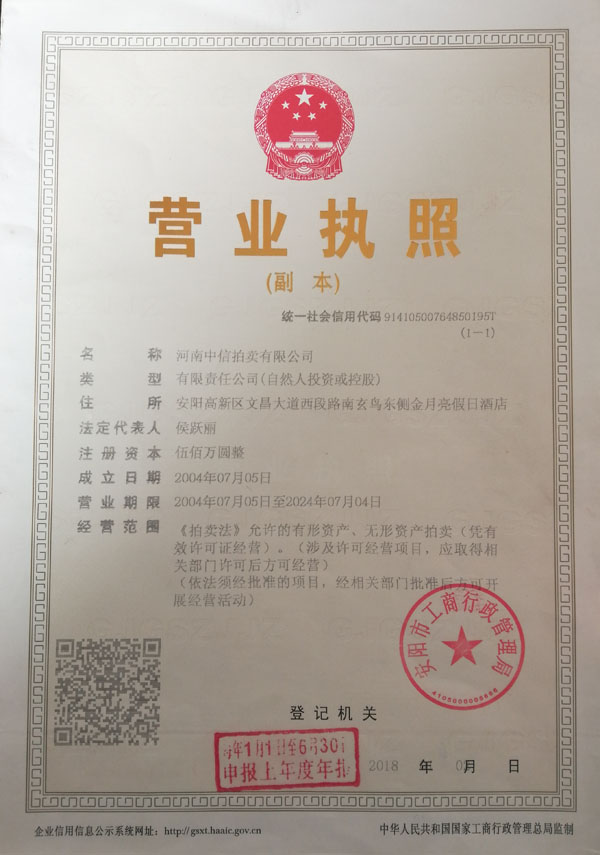 营业执照
(副 本)
统一社会信用代码 91410500764850195T
(1-1)
名 称 河南中信拍卖有限公司
类 型 有限责任公司(自然人投资或控股)
住 所 安阳高新区文昌大道西段路南玄鸟东侧金月亮假日酒店
法定代表人 侯跃丽
注册资本 伍佰万圆整
成立日期 2004年07月05日
营业期限 2004年07月05日至2024年07月04日
经营范围 《拍卖法》允许的有形资产、无形资产拍卖（凭有
效许可证经营）。（涉及许可经营项目，应取得相
关部门许可后方可经营）
(依法须经批准的项目，经相关部门批准后方可开
展经营活动)
安阳市工商行政管理局
登记机关
年1月1日至6月30
申报上年度年报
2018 年 月 日
企业信用信息公示系统网址：http://gsxt.haaic.gov.cn
中华人民共和国国家工商行政管理总局监制